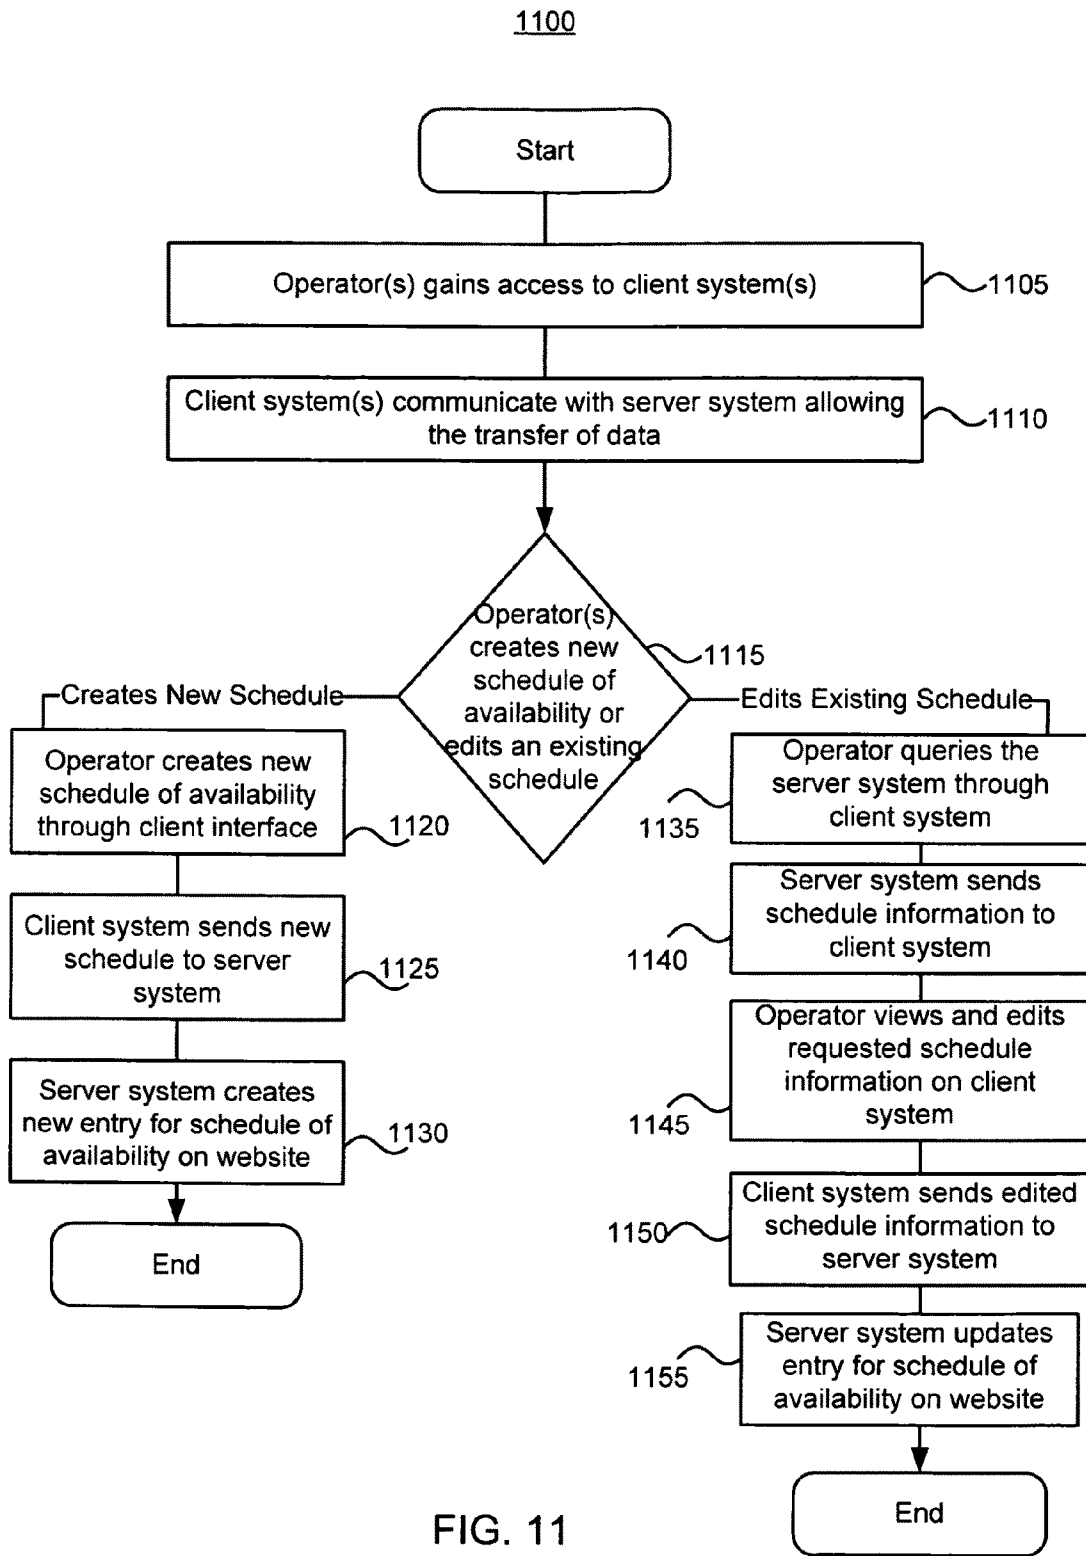 1100
Start
Operator(s) gains access to client system(s)
1105
Client system(s) communicate with server system allowing
the transfer of data
1110
Operator(s)
creates new
schedule of
availability or
edits an existing
schedule
1115
Creates New Schedule
Operator creates new
schedule of availability
through client interface
1120
Client system sends new
schedule to server
system
1125
Server system creates
new entry for schedule of
availability on website
1130
End
Edits Existing Schedule
Operator queries the
server system through
client system
1135
Server system sends
schedule information to
client system
1140
Operator views and edits
requested schedule
information on client
system
1145
Client system sends edited
schedule information to
server system
1150
Server system updates
entry for schedule of
availability on website
1155
End
FIG. 11